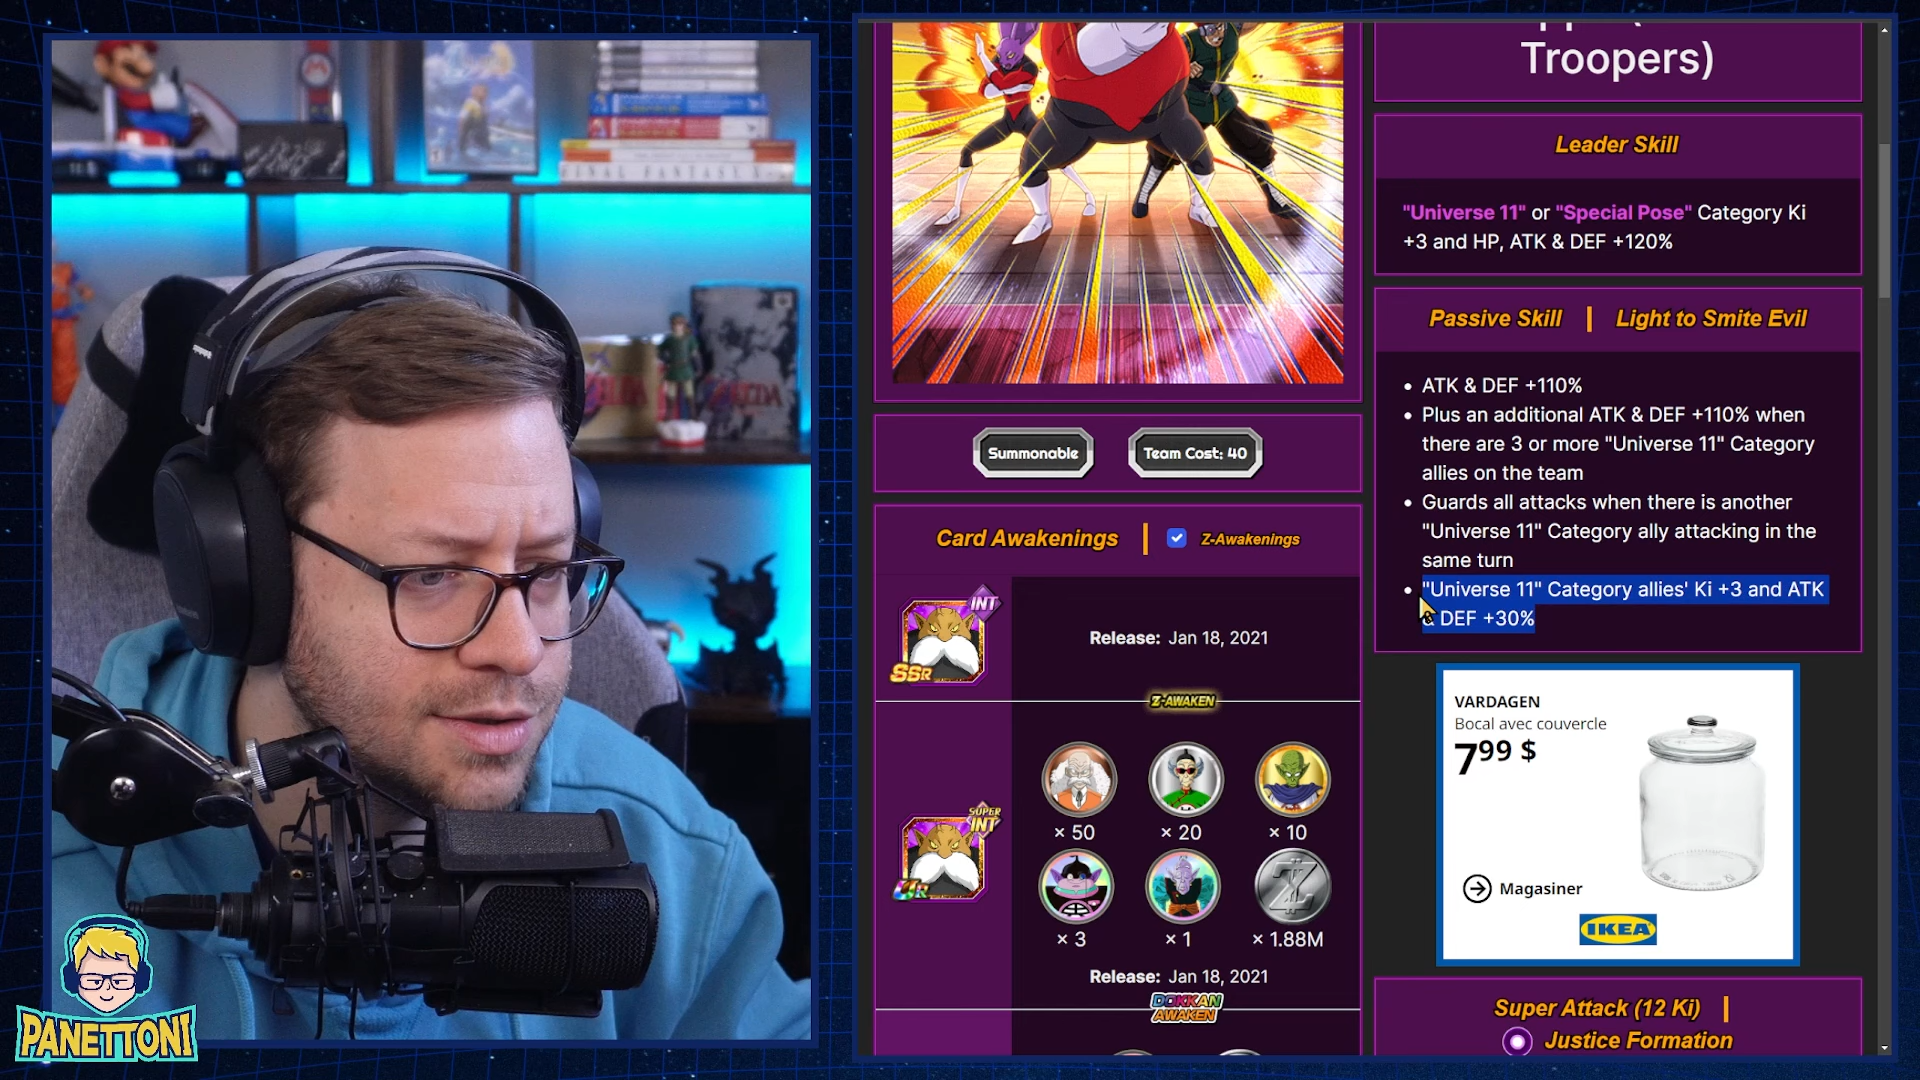 Troopers)
Leader Skill
"Universe 11" or "Special Pose" Category Ki
+3 and HP, ATK & DEF +120%
Passive Skill | Light to Smite Evil
ATK & DEF +110%
Plus an additional ATK & DEF +110% when
there are 3 or more "Universe 11" Category
allies on the team
Guards all attacks when there is another
"Universe 11" Category ally attacking in the
same turn
"Universe 11" Category allies' Ki +3 and ATK
& DEF +30%
Summonable
Team Cost: 40
Card Awakenings | Z-Awakenings
INT
SSR
Release: Jan 18, 2021
Z-AWAKEN
SUPER
INT
UR
× 50
× 20
× 10
× 3
× 1
× 1.88M
Release: Jan 18, 2021
DOKKAN
AWAKEN
VARDAGEN
Bocal avec couvercle
7 99 $
Magasiner
IKEA
Super Attack (12 Ki) |
Justice Formation
FINAL FANTASY
ZELDA
PANETTONI